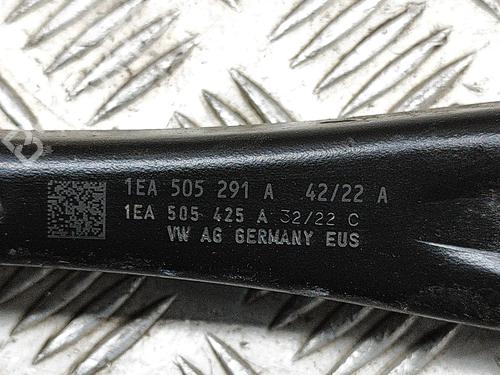 1EA 505 291 A 42/22 A
1EA 505 425 A 32/22 C
VW AG GERMANY EUS